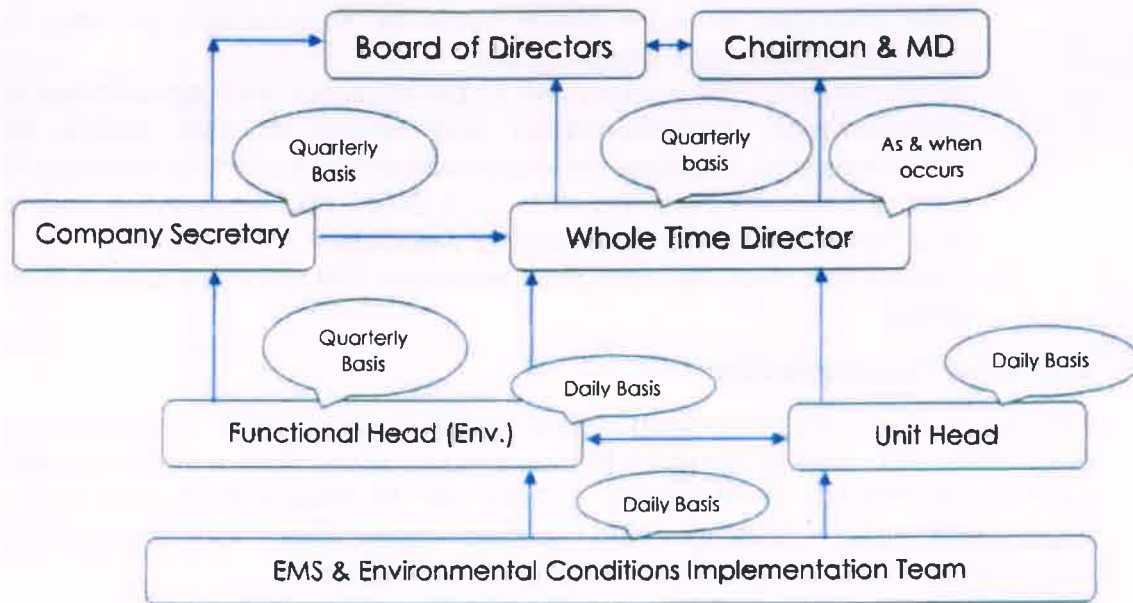 Board of Directors
Chairman & MD
Quarterly
Basis
Quarterly
basis
As & when
occurs
Company Secretary
Whole Time Director
Quarterly
Basis
Daily Basis
Daily Basis
Functional Head (Env.)
Unit Head
Daily Basis
EMS & Environmental Conditions Implementation Team